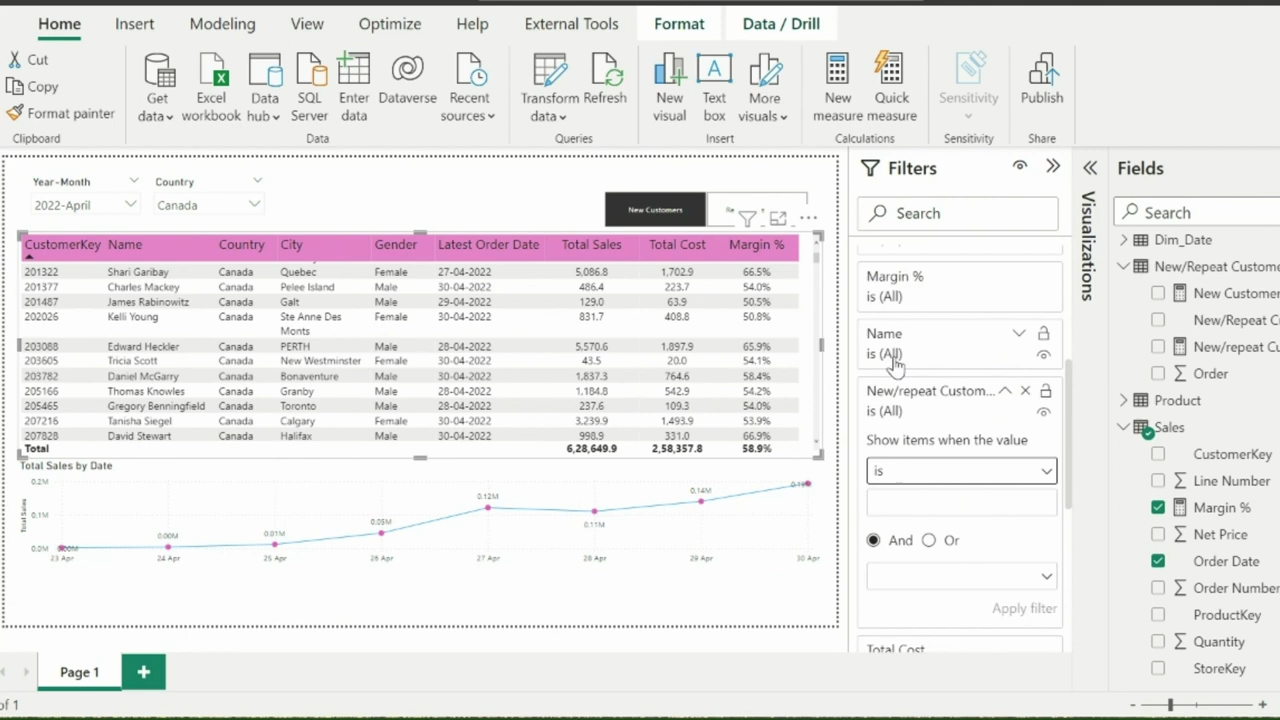 Home Insert Modeling View Optimize Help External Tools Format Data / Drill
Cut
Copy
Format painter
Clipboard
Get data
Excel workbook
Data hub
SQL Server
Enter data
Dataverse
Recent sources
Data
Transform data
Refresh
Queries
New visual
Text box
More visuals
Insert
New measure
Quick measure
Calculations
Sensitivity
Sensitivity
Publish
Share
Year-Month Country
2022-April Canada
New Customers
Re
CustomerKey Name Country City Gender Latest Order Date Total Sales Total Cost Margin %
201322 Shari Garibay Canada Quebec Female 27-04-2022 5,086.8 1,702.9 66.5%
201377 Charles Mackey Canada Pelee Island Male 30-04-2022 486.4 223.7 54.0%
201487 James Rabinowitz Canada Galt Male 29-04-2022 129.0 63.9 50.5%
202026 Kelli Young Canada Ste Anne Des Monts Female 30-04-2022 831.7 408.8 50.8%
203088 Edward Heckler Canada PERTH Male 28-04-2022 5,570.6 1,897.9 65.9%
203605 Tricia Scott Canada New Westminster Female 30-04-2022 43.5 20.0 54.1%
203782 Daniel McGarry Canada Bonaventure Male 30-04-2022 1,837.3 764.6 58.4%
205166 Thomas Knowles Canada Granby Male 28-04-2022 1,184.8 542.9 54.2%
205465 Gregory Benningfield Canada Toronto Male 28-04-2022 237.6 109.3 54.0%
207216 Tanisha Siegel Canada Calgary Female 30-04-2022 3,239.9 1,493.9 53.9%
207828 David Stewart Canada Halifax Male 30-04-2022 998.9 331.0 66.9%
Total 6,28,649.9 2,58,357.8 58.9%
Total Sales by Date
Total Sales
0.2M
0.1M
0.0M
0.00M 0.00M 0.01M 0.05M 0.12M 0.11M 0.14M 0.19M
23 Apr 24 Apr 25 Apr 26 Apr 27 Apr 28 Apr 29 Apr 30 Apr
Page 1
of 1
Filters
Search
Margin %
is (All)
Name
is (All)
New/repeat Custom...
is (All)
Show items when the value
is
And Or
Apply filter
Total Cost
Visualizations
Fields
Search
Dim_Date
New/Repeat Custome
New Customer
New/Repeat C
New/repeat Cu
Order
Product
Sales
CustomerKey
Line Number
Margin %
Net Price
Order Date
Order Number
ProductKey
Quantity
StoreKey